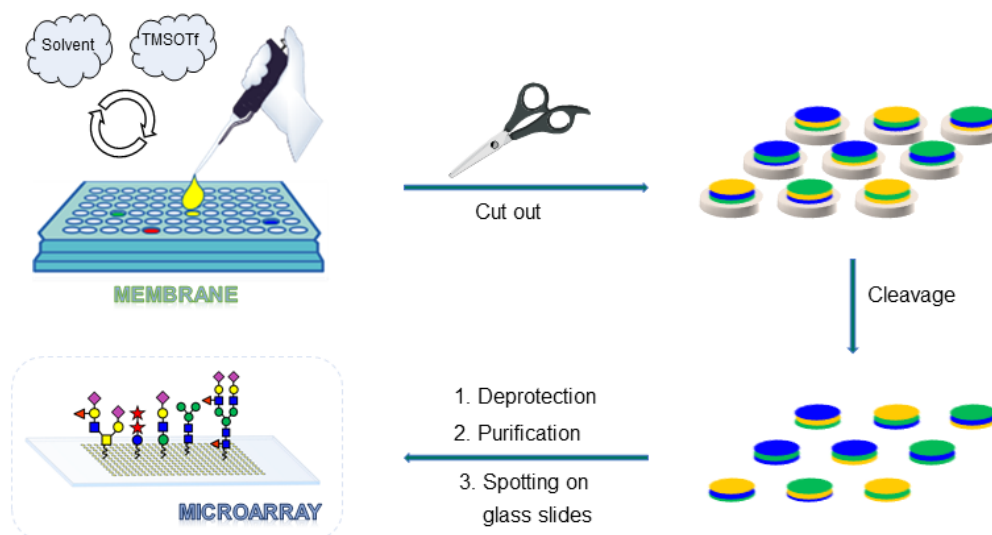 Solvent
TMSOTf
Cut out
MEMBRANE
Cleavage
1. Deprotection
2. Purification
3. Spotting on
glass slides
MICROARRAY